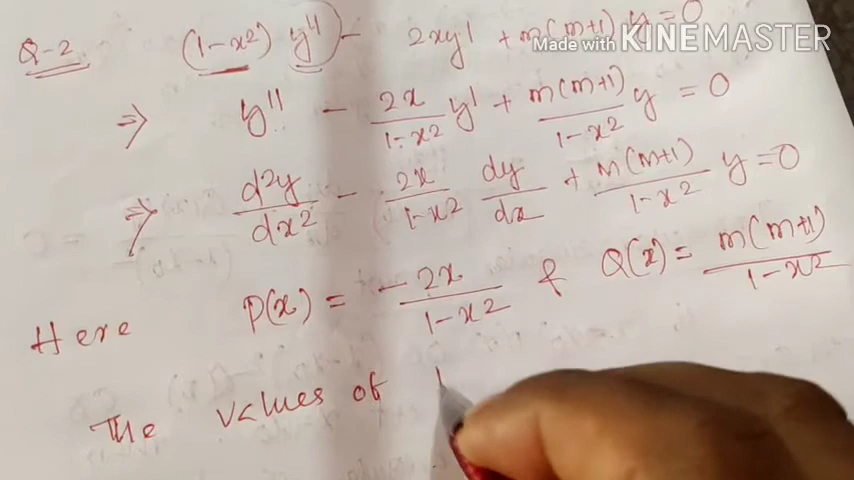 Q-2 (1-x²) y'' - 2xy' + m(m+1) y = 0
Made with KINEMASTER
⇒ y'' - 2x/1-x² y' + m(m+1)/1-x² y = 0
⇒ d²y/dx² - 2x/1-x² dy/dx + m(m+1)/1-x² y = 0
Here P(x) = -2x/1-x² & Q(x) = m(m+1)/1-x²
The values of